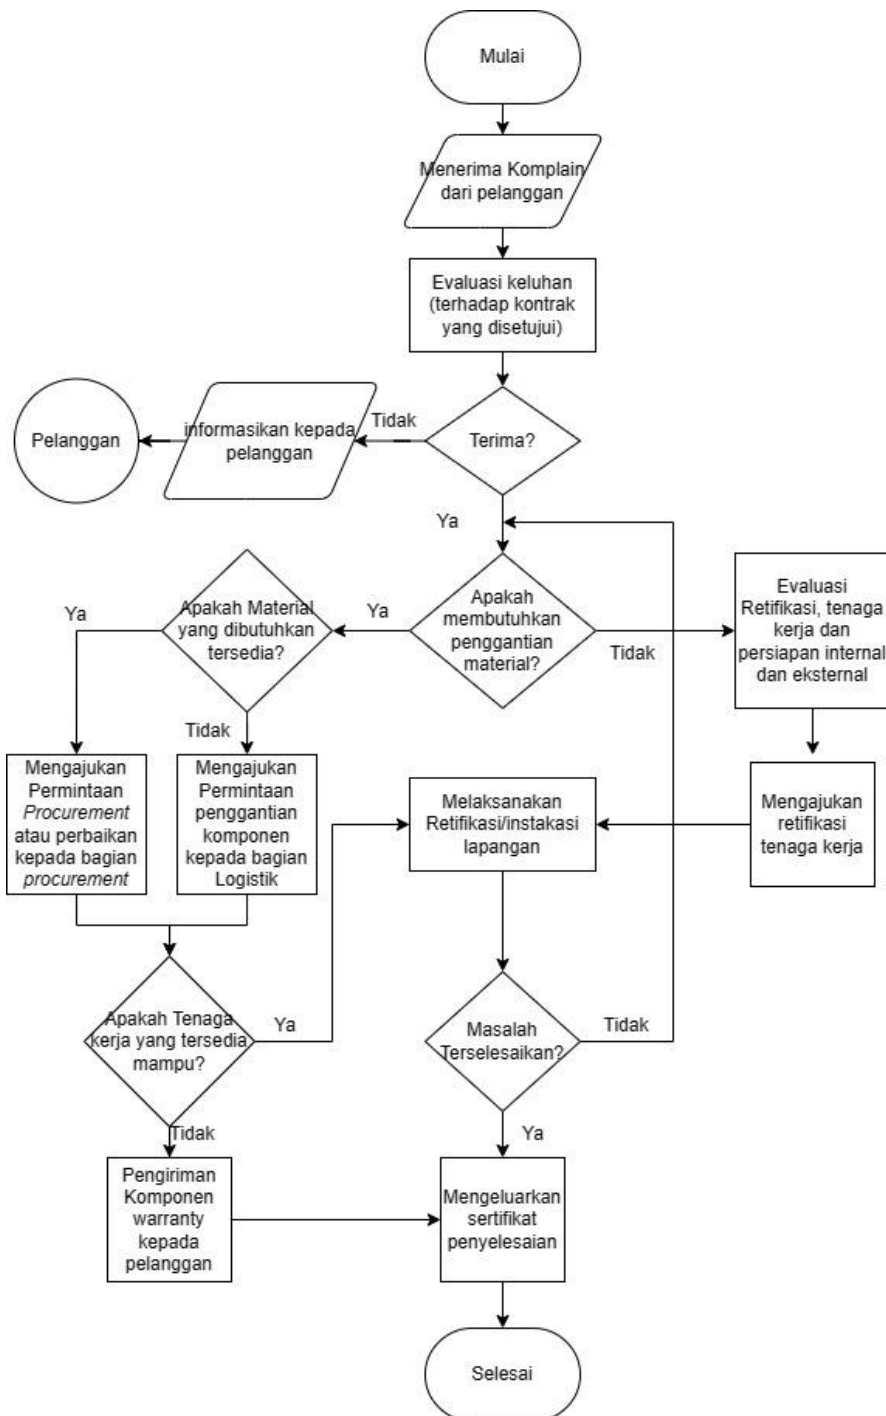 Mulai
Menerima Komplain
dari pelanggan
Evaluasi keluhan
(terhadap kontrak
yang disetujui)
Terima?
Tidak
informasikan kepada
pelanggan
Pelanggan
Ya
Apakah
membutuhkan
penggantian
material?
Ya
Apakah Material
yang dibutuhkan
tersedia?
Ya
Tidak
Tidak
Evaluasi
Retifikasi, tenaga
kerja dan
persiapan internal
dan eksternal
Mengajukan
Permintaan
Procurement
atau perbaikan
kepada bagian
procurement
Mengajukan
Permintaan
penggantian
komponen
kepada bagian
Logistik
Melaksanakan
Retifikasi/instakasi
lapangan
Mengajukan
retifikasi
tenaga kerja
Apakah Tenaga
kerja yang tersedia
mampu?
Ya
Tidak
Masalah
Terselesaikan?
Tidak
Ya
Pengiriman
Komponen
warranty
kepada
pelanggan
Mengeluarkan
sertifikat
penyelesaian
Selesai